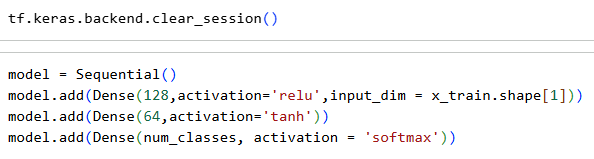 tf.keras.backend.clear_session()
model = Sequential()
model.add(Dense(128,activation='relu',input_dim = x_train.shape[1]))
model.add(Dense(64,activation='tanh'))
model.add(Dense(num_classes, activation = 'softmax'))